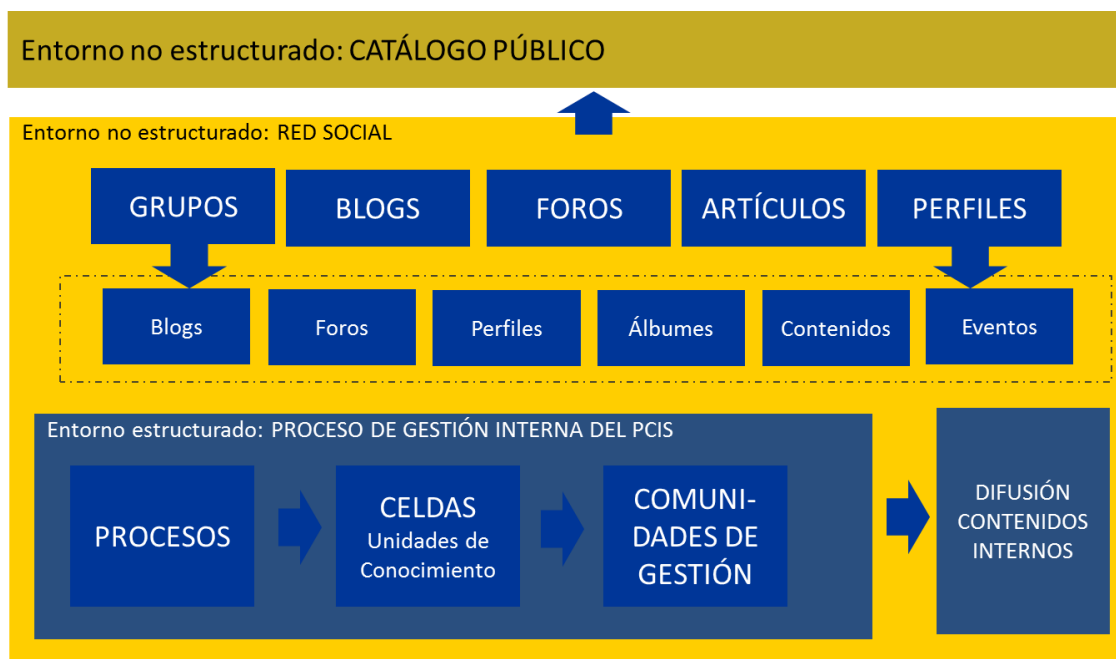 Entorno no estructurado: CATÁLOGO PÚBLICO
Entorno no estructurado: RED SOCIAL
GRUPOS
BLOGS
FOROS
ARTÍCULOS
PERFILES
Blogs
Foros
Perfiles
Álbumes
Contenidos
Eventos
Entorno estructurado: PROCESO DE GESTIÓN INTERNA DEL PCIS
PROCESOS
CELDAS
Unidades de
Conocimiento
COMUNI-
DADES DE
GESTIÓN
DIFUSIÓN
CONTENIDOS
INTERNOS